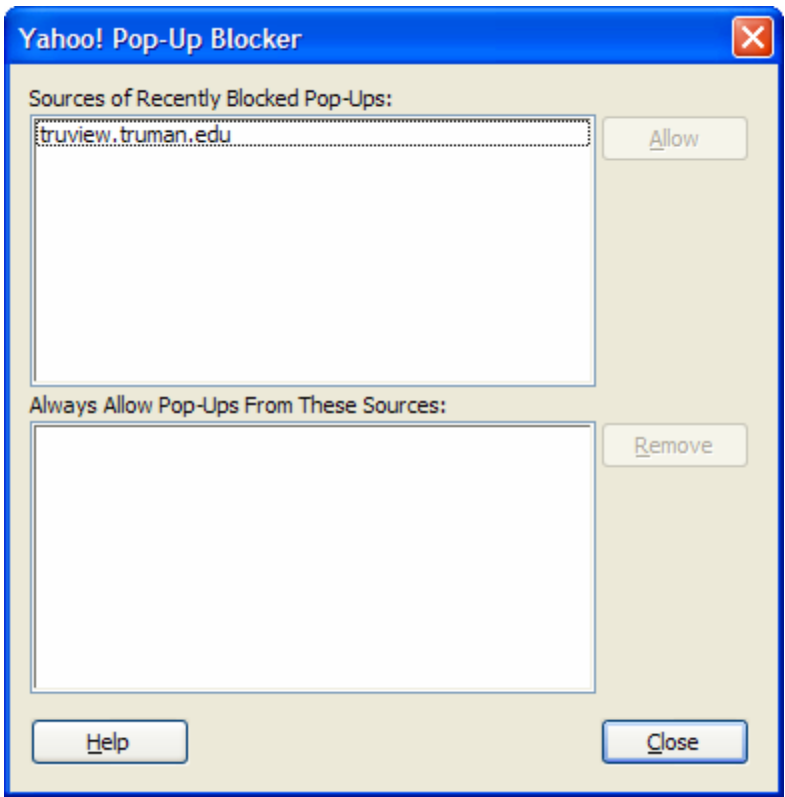 Yahoo! Pop-Up Blocker
Sources of Recently Blocked Pop-Ups:
truview.truman.edu
Allow
Always Allow Pop-Ups From These Sources:
Remove
Help
Close